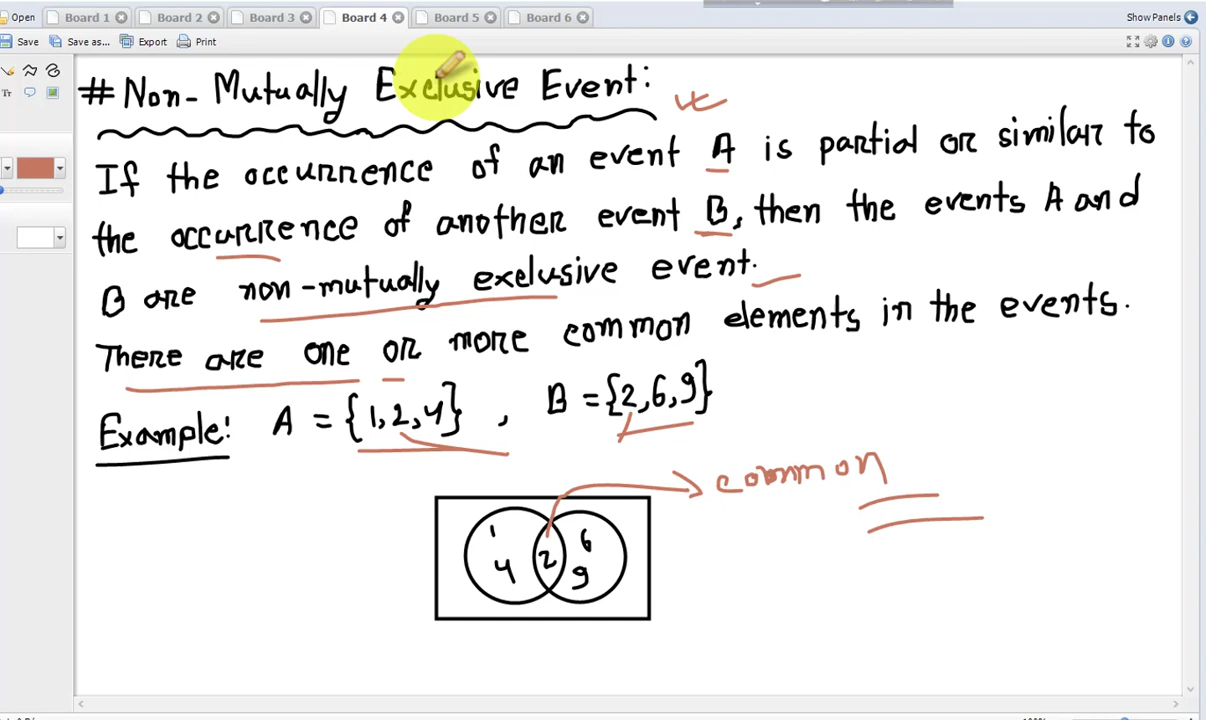 Open
Board 1
Board 2
Board 3
Board 4
Board 5
Board 6
Show Panels
Save
Save as...
Export
Print
# Non-Mutually Exclusive Event:
If the occurrence of an event A is partial or similar to
the occurrence of another event B, then the events A and
B are non-mutually exelusive event.
There are one or more common elements in the events.
Example: A = {1,2,4} , B = {2,6,9}
common
1 6
4 2 9
Tr